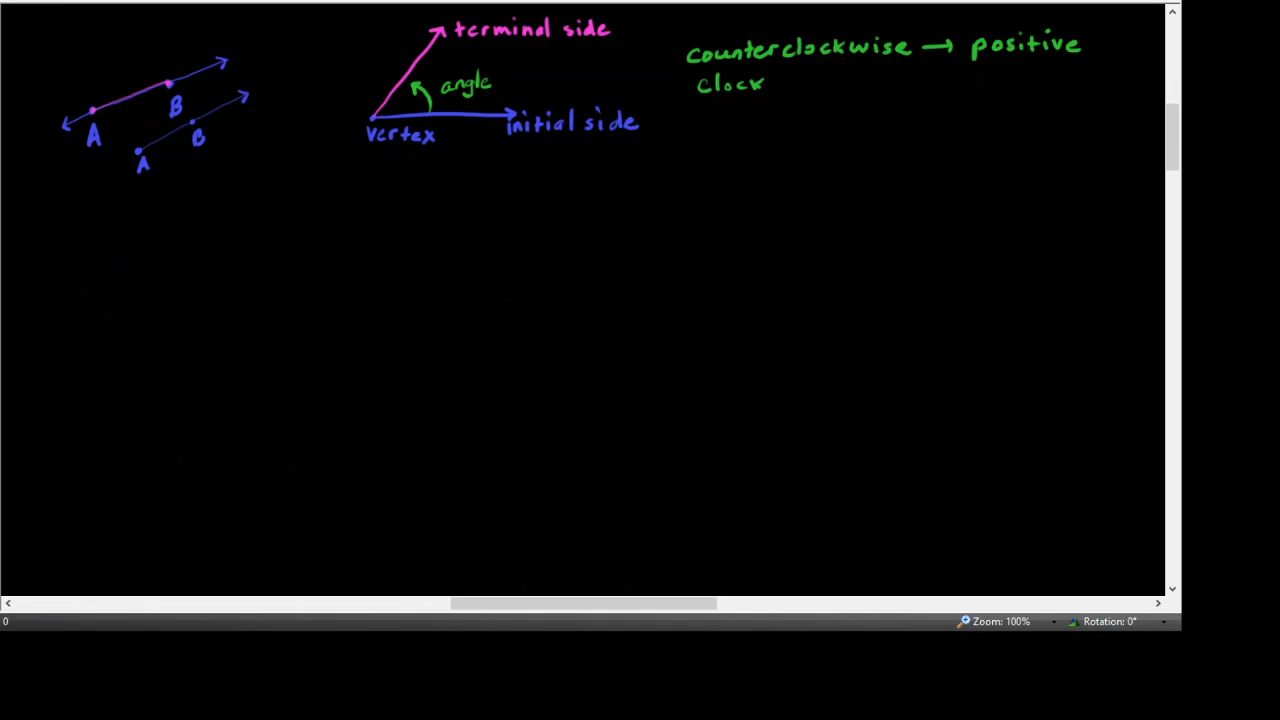 terminal side
counterclockwise → positive
clock
angle
B
A
vertex
initial side
B
A
0
Zoom: 100%
Rotation: 0°